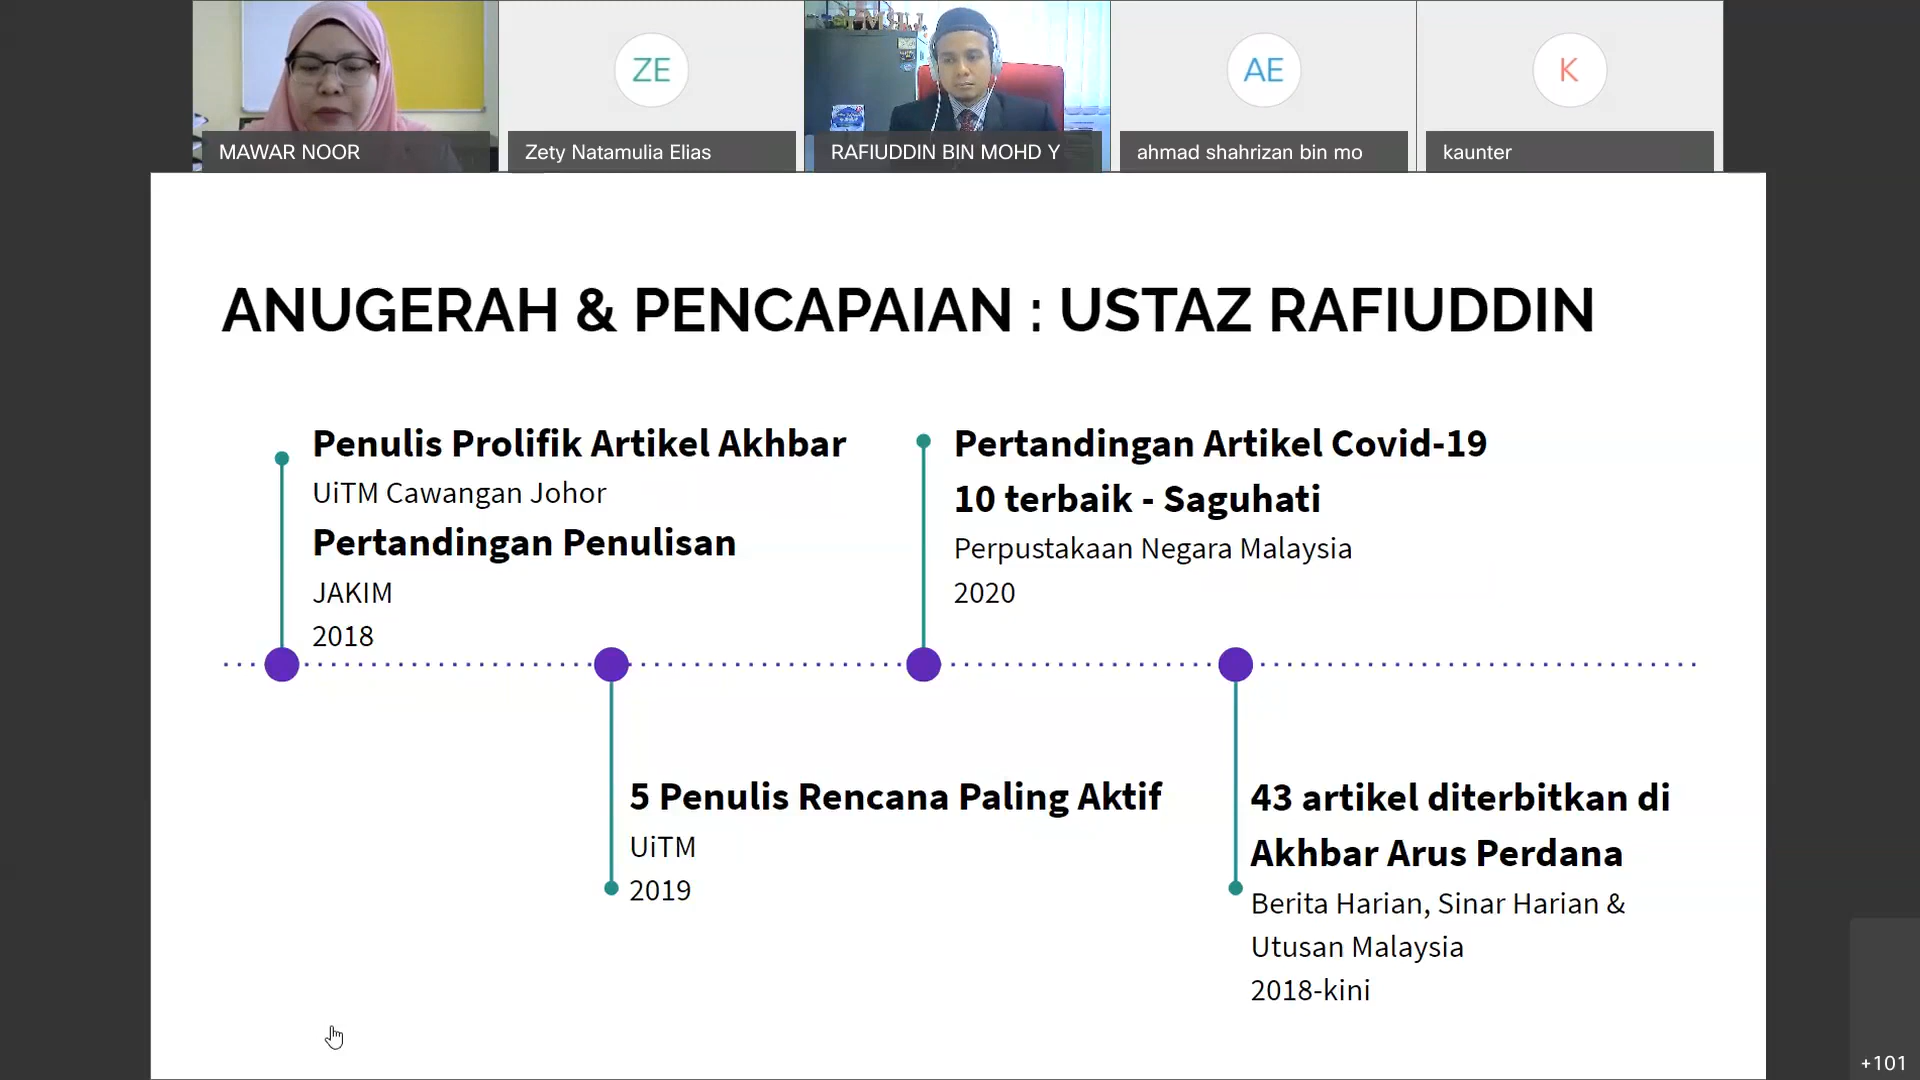 ZE
AE
K
MAWAR NOOR
Zety Natamulia Elias
RAFIUDDIN BIN MOHD Y
ahmad shahrizan bin mo
kaunter
ANUGERAH & PENCAPAIAN : USTAZ RAFIUDDIN
Penulis Prolifik Artikel Akhbar
UiTM Cawangan Johor
Pertandingan Penulisan
JAKIM
2018
Pertandingan Artikel Covid-19
10 terbaik - Saguhati
Perpustakaan Negara Malaysia
2020
5 Penulis Rencana Paling Aktif
UiTM
2019
43 artikel diterbitkan di
Akhbar Arus Perdana
Berita Harian, Sinar Harian &
Utusan Malaysia
2018-kini
+101